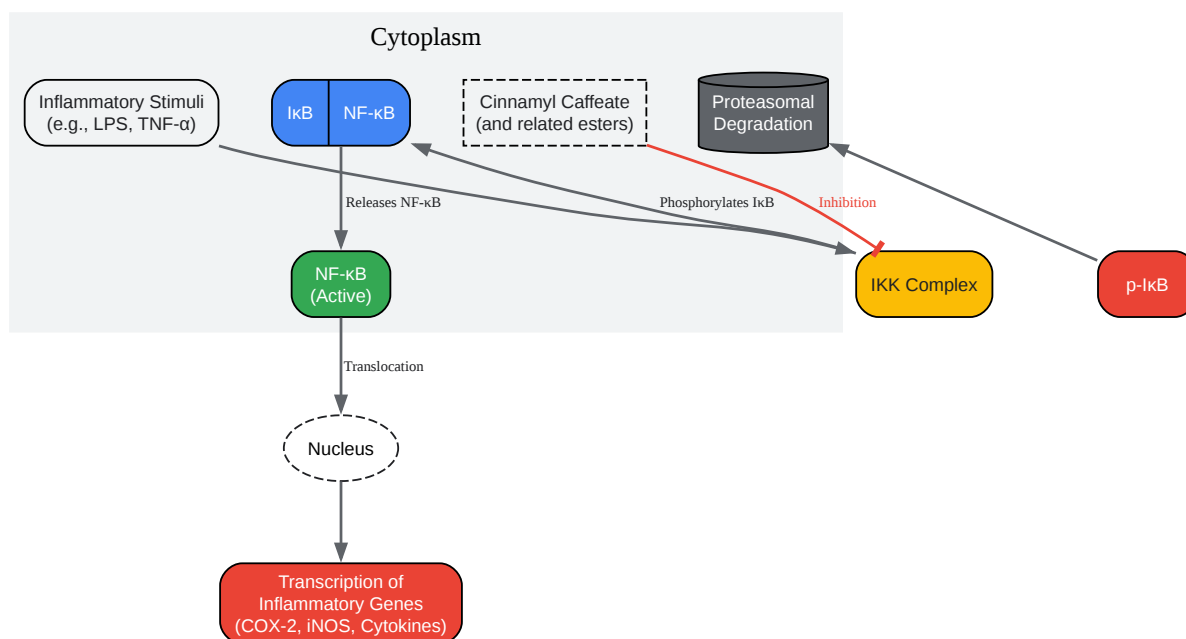 Cytoplasm
Inflammatory Stimuli
(e.g., LPS, TNF-α)
IκB
NF-κB
Cinnamyl Caffeate
(and related esters)
Proteasomal
Degradation
Releases NF-κB
Phosphorylates IκB
Inhibition
NF-κB
(Active)
IKK Complex
p-IκB
Translocation
Nucleus
Transcription of
Inflammatory Genes
(COX-2, iNOS, Cytokines)